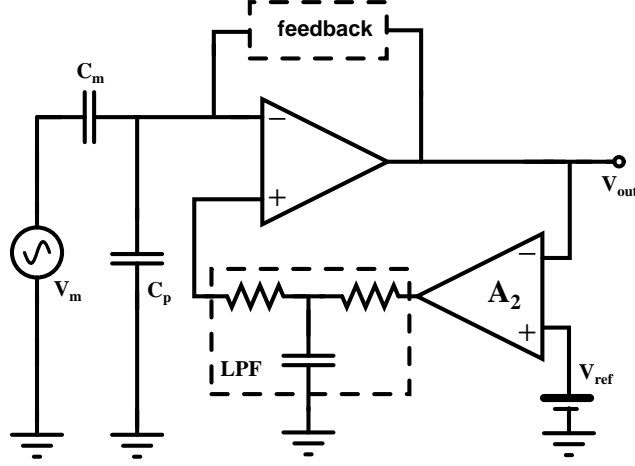 feedback
C_m
−
+
V_out
V_m
C_p
−
A_2
+
LPF
V_ref